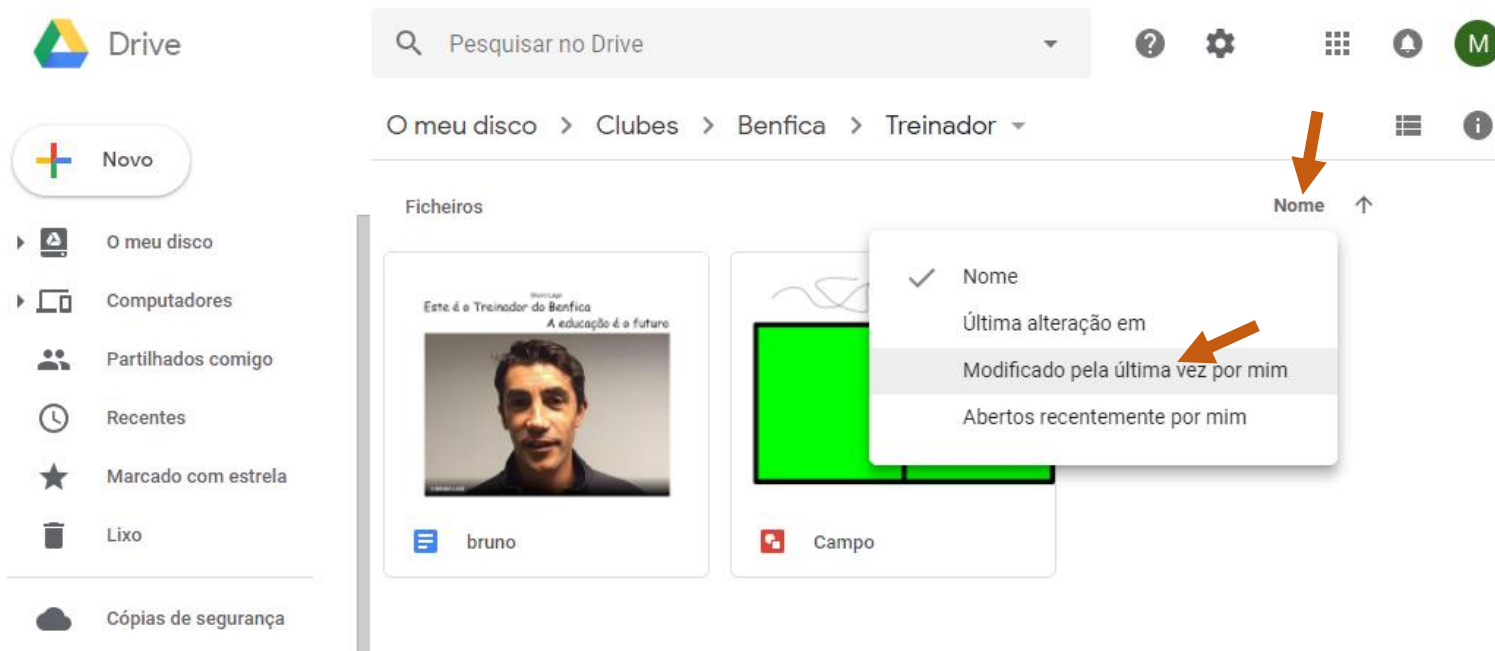 Drive
Pesquisar no Drive
M
O meu disco > Clubes > Benfica > Treinador
Novo
Ficheiros
Nome
O meu disco
Computadores
Partilhados comigo
Recentes
Marcado com estrela
Lixo
Cópias de segurança
Este é o Treinador do Benfica
A educação é o futuro
bruno
Campo
Nome
Última alteração em
Modificado pela última vez por mim
Abertos recentemente por mim